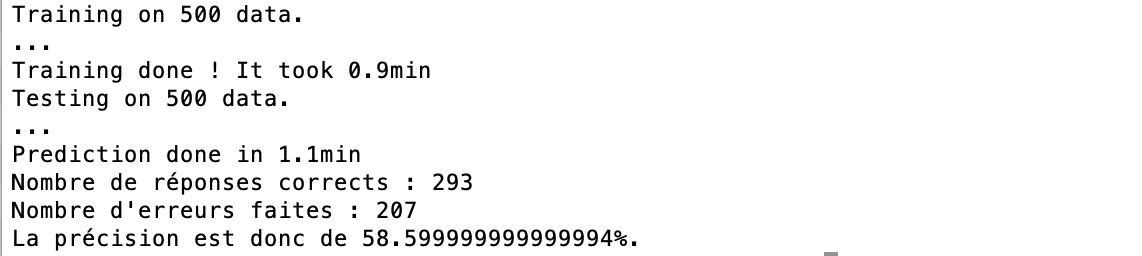 Training on 500 data.
...
Training done ! It took 0.9min
Testing on 500 data.
...
Prediction done in 1.1min
Nombre de réponses corrects : 293
Nombre d'erreurs faites : 207
La précision est donc de 58.599999999999994%.